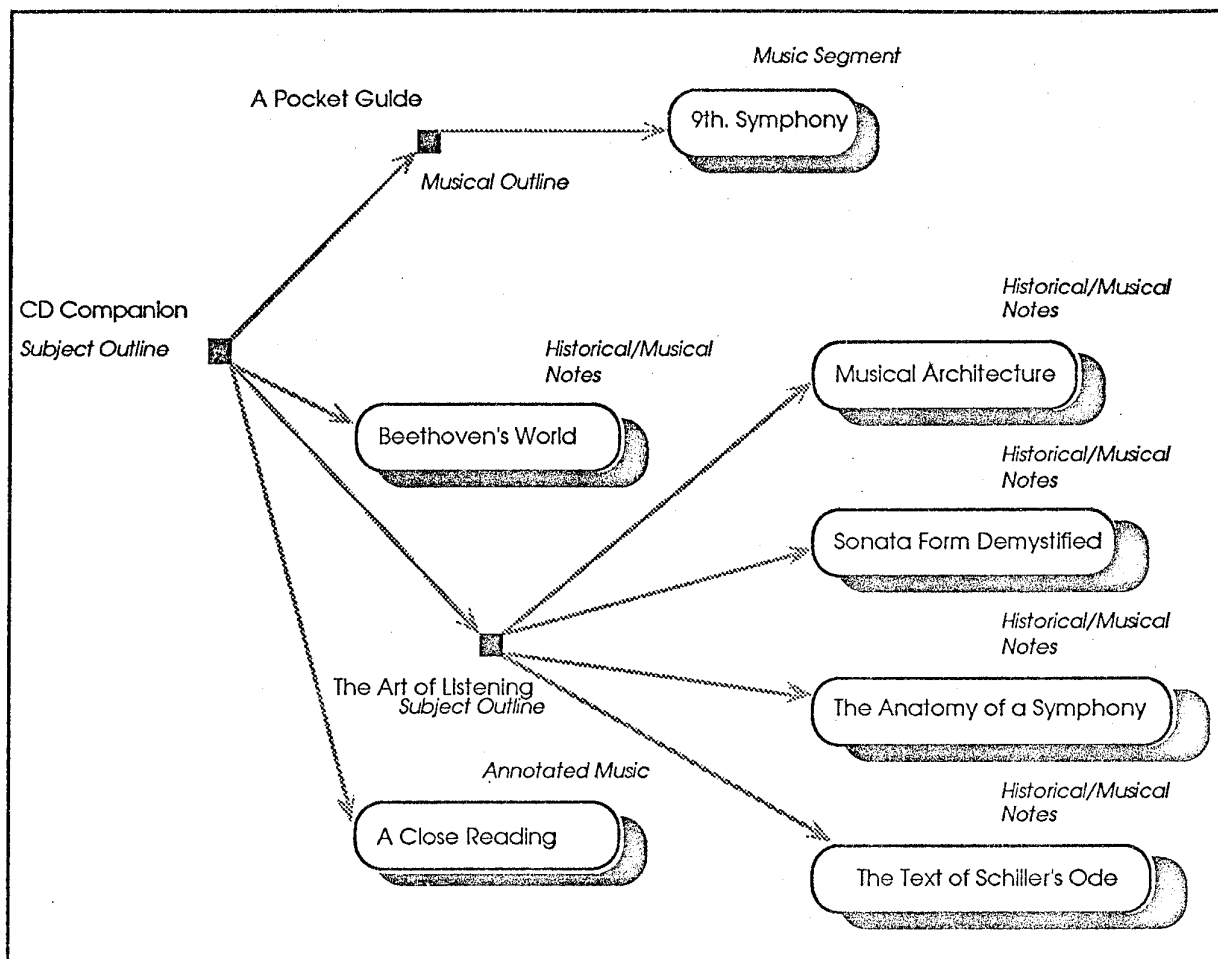 Music Segment
A Pocket Guide
9th. Symphony
Musical Outline
CD Companion
Subject Outline
Historical/Musical
Notes
Beethoven's World
Historical/Musical
Notes
Musical Architecture
Historical/Musical
Notes
Sonata Form Demystified
The Art of Listening
Subject Outline
Historical/Musical
Notes
The Anatomy of a Symphony
Annotated Music
A Close Reading
Historical/Musical
Notes
The Text of Schiller's Ode